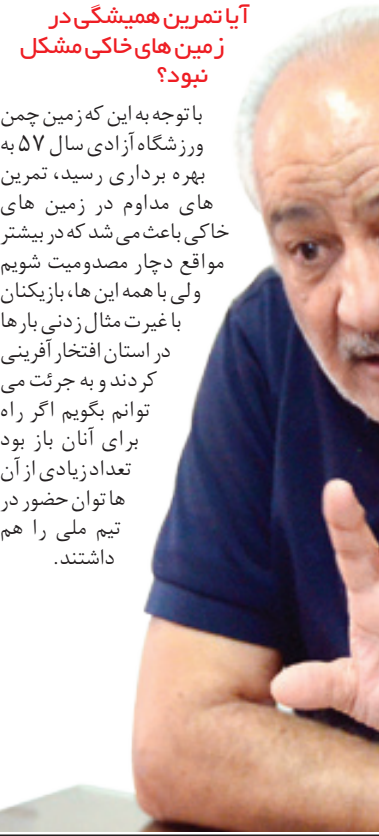 آیا تمرین همیشگی در
زمین های خاکی مشکل
نبود؟
با توجه به این که زمین چمن
ورزشگاه آزادی سال ۵۷ به
بهره برداری رسید، تمرین
های مداوم در زمین های
خاکی باعث می شد که در بیشتر
مواقع دچار مصدومیت شویم
ولی با همه این ها، بازیکنان
با غیرت مثال زدنی بارها
در استان افتخار آفرینی
کردند و به جرئت می
توانم بگویم اگر راه
برای آنان باز بود
تعداد زیادی از آن
ها توان حضور در
تیم ملی را هم
داشتند.